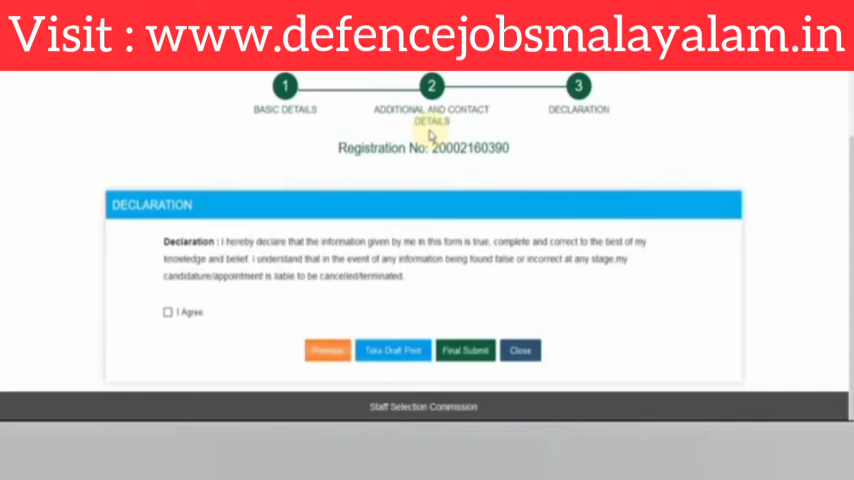 Visit : www.defencejobsmalayalam.in
1 2 3
BASIC DETAILS ADDITIONAL AND CONTACT DETAILS DECLARATION
Registration No: 20002160390
DECLARATION
Declaration : I hereby declare that the information given by me in this form is true, complete and correct to the best of my
knowledge and belief. I understand that in the event of any information being found false or incorrect at any stage,my
candidature/appointment is liable to be cancelled/terminated.
I Agree
Previous Take Draft Print Final Submit Close
Staff Selection Commission